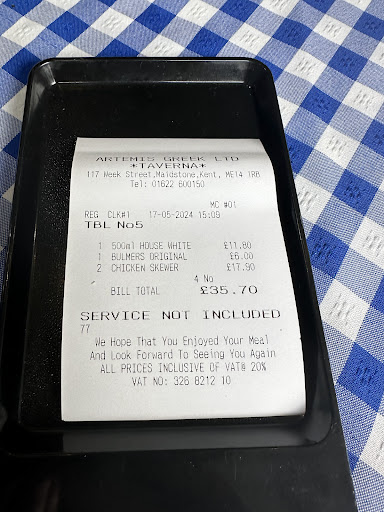 ARTEMIS GREEK LTD
*TAVERNA*
117 Week Street,Maidstone,Kent, ME14 1RB
Tel: 01622 600150
MC #01
REG CLK#1 17-05-2024 15:09
TBL No5
1 500ml HOUSE WHITE £11.80
1 BULMERS ORIGINAL £6.00
2 CHICKEN SKEWER £17.90
4 No
BILL TOTAL £35.70
SERVICE NOT INCLUDED
77
We Hope That You Enjoyed Your Meal
And Look Forward To Seeing You Again
ALL PRICES INCLUSIVE OF VAT@ 20%
VAT NO: 326 8212 10